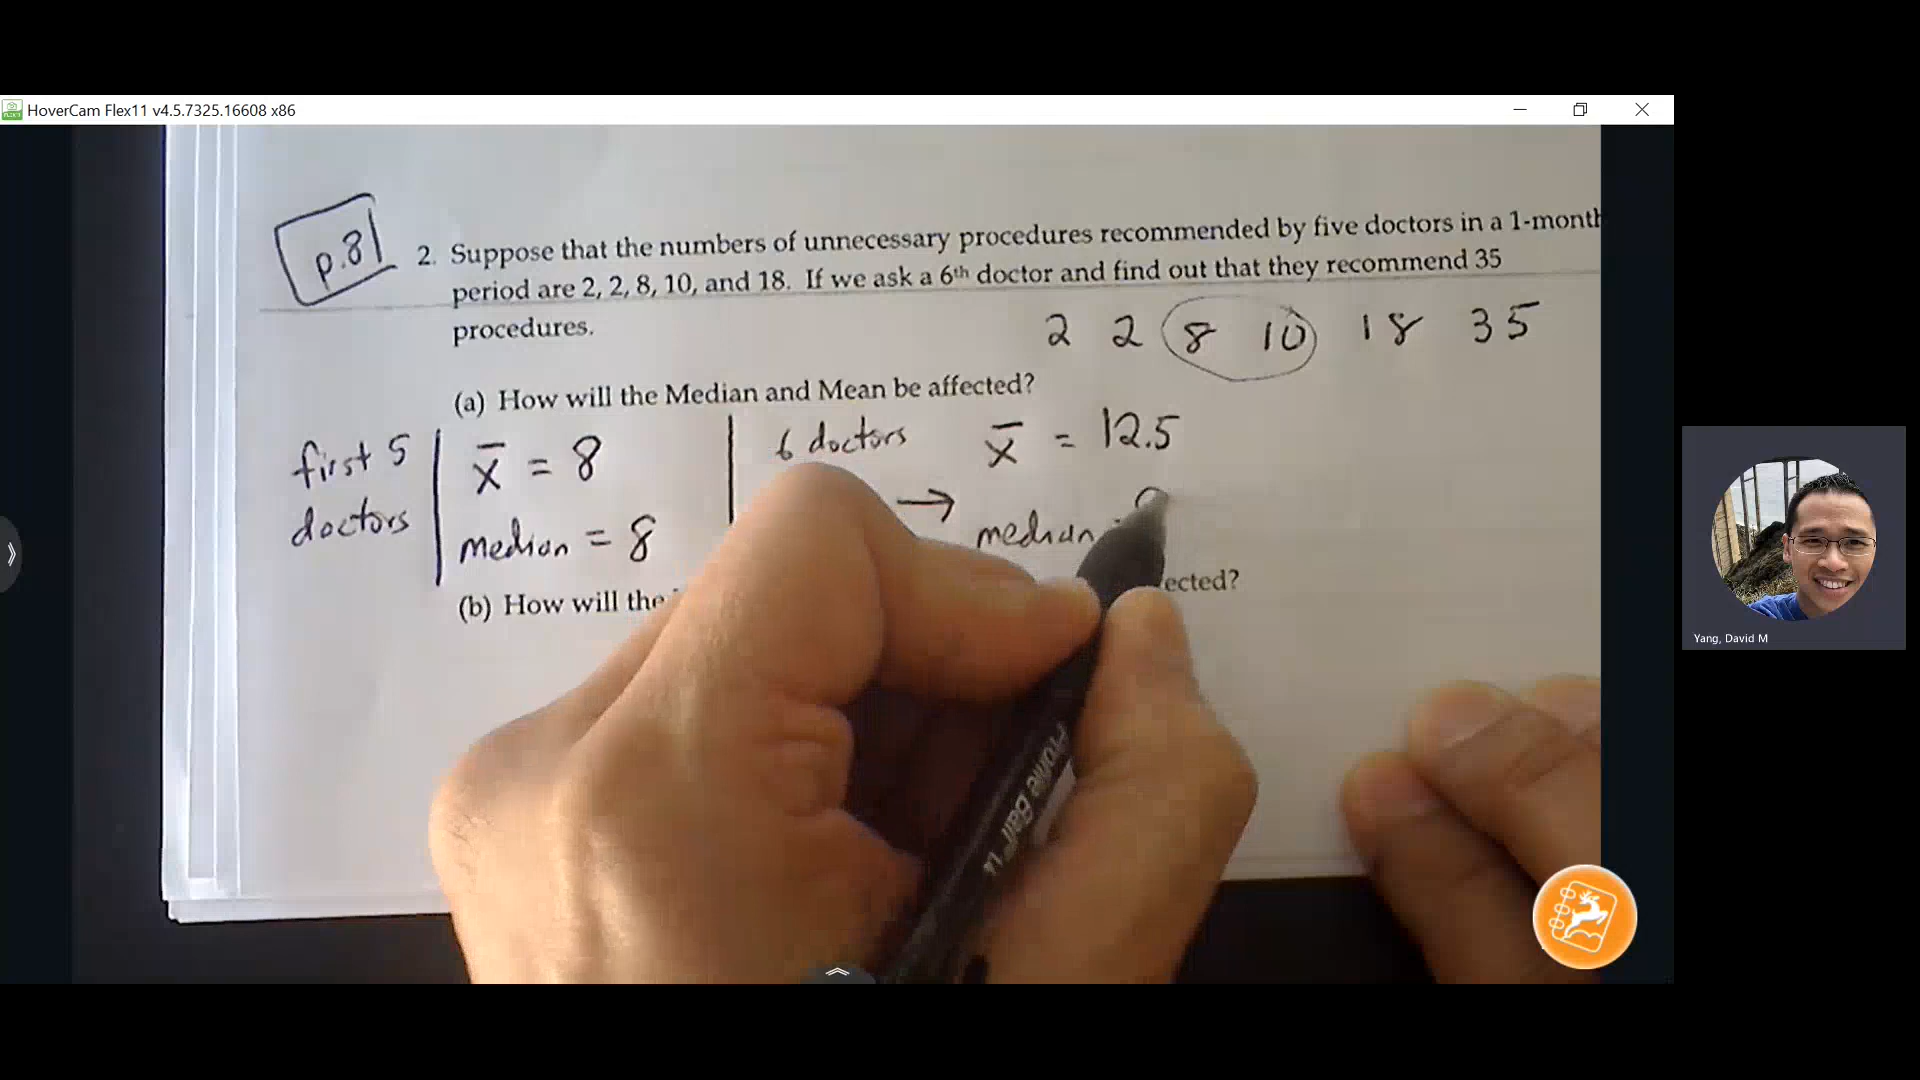 HoverCam Flex11 v4.5.7325.16608 x86
p.81
2. Suppose that the numbers of unnecessary procedures recommended by five doctors in a 1-month
period are 2, 2, 8, 10, and 18. If we ask a 6th doctor and find out that they recommend 35
procedures.
2 2 8 10 18 35
(a) How will the Median and Mean be affected?
first 5
doctors
x̄ = 8
median = 8
6 doctors
x̄ = 12.5
→ median
(b) How will the
ected?
Yang, David M